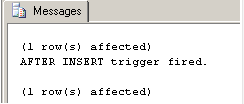 Messages
(1 row(s) affected)
AFTER INSERT trigger fired.
(1 row(s) affected)